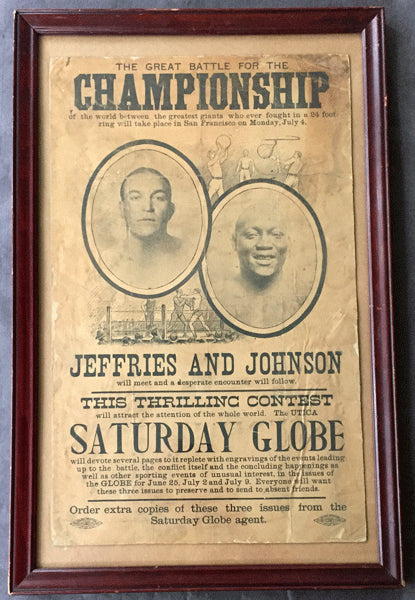 THE GREAT BATTLE FOR THE
CHAMPIONSHIP
of the world between the greatest giants who ever fought in a 24 foot
ring will take place in San Francisco on Monday, July 4.
JEFFRIES AND JOHNSON
will meet and a desperate encounter will follow.
THIS THRILLING CONTEST
will attract the attention of the whole world. The UTICA
SATURDAY GLOBE
will devote several pages to it replete with engravings of the events leading
up to the battle, the conflict itself and the concluding happenings as
well as other sporting events of unusual interest, in the issues of
the GLOBE for June 25, July 2 and July 9. Everyone will want
these three issues to preserve and to send to absent friends.
Order extra copies of these three issues from the
Saturday Globe agent.